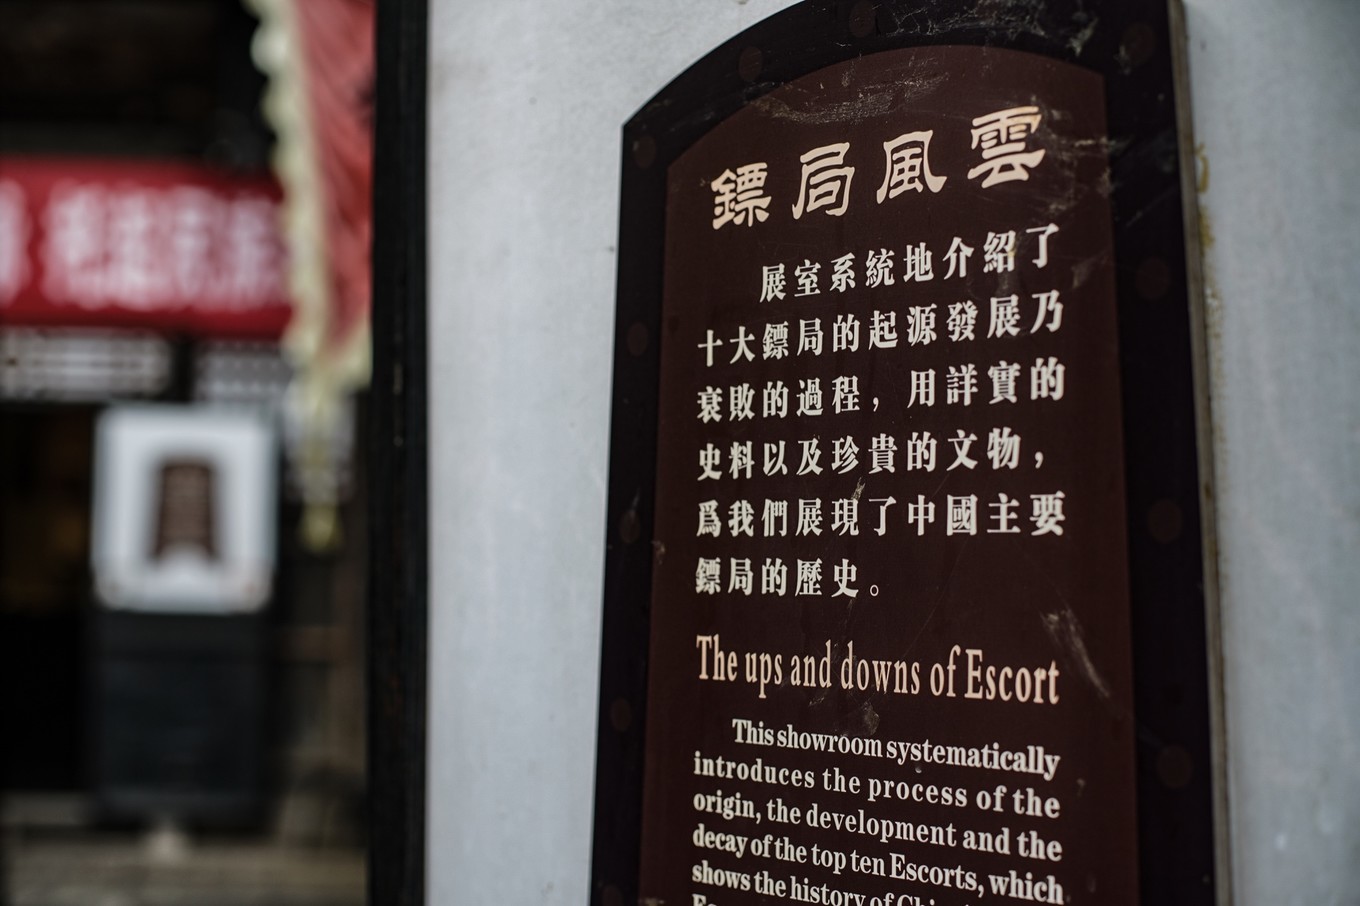 鏢局風雲
展室系統地介紹了
十大鏢局的起源發展乃
衰敗的過程，用詳實的
史料以及珍貴的文物，
爲我們展現了中國主要
鏢局的歷史。
The ups and downs of Escort
This showroom systematically
introduces the process of the
origin, the development and the
decay of the top ten Escorts, which
shows the history of